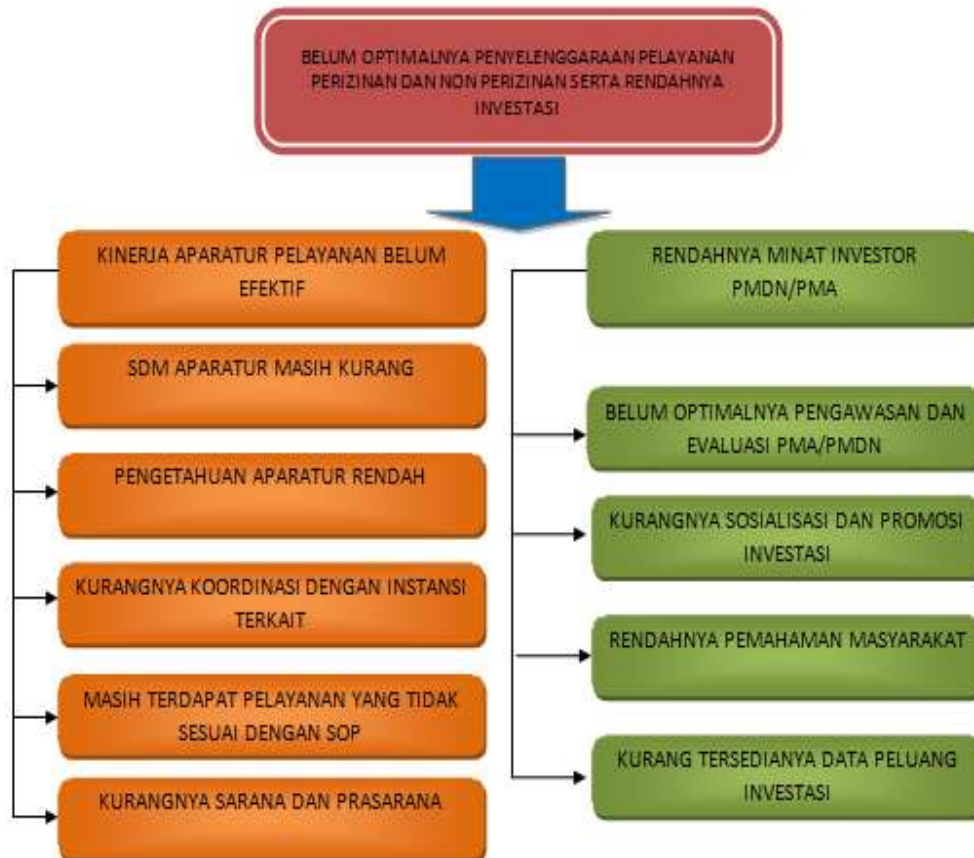 BELUM OPTIMALNYA PENYELENGGARAAN PELAYANAN
PERIZINAN DAN NON PERIZINAN SERTA RENDAHNYA
INVESTASI
KINERJA APARATUR PELAYANAN BELUM
EFEKTIF
SDM APARATUR MASIH KURANG
PENGETAHUAN APARATUR RENDAH
KURANGNYA KOORDINASI DENGAN INSTANSI
TERKAIT
MASIH TERDAPAT PELAYANAN YANG TIDAK
SESUAI DENGAN SOP
KURANGNYA SARANA DAN PRASARANA
RENDAHNYA MINAT INVESTOR
PMDN/PMA
BELUM OPTIMALNYA PENGAWASAN DAN
EVALUASI PMA/PMDN
KURANGNYA SOSIALISASI DAN PROMOSI
INVESTASI
RENDAHNYA PEMAHAMAN MASYARAKAT
KURANG TERSEDIANYA DATA PELUANG
INVESTASI